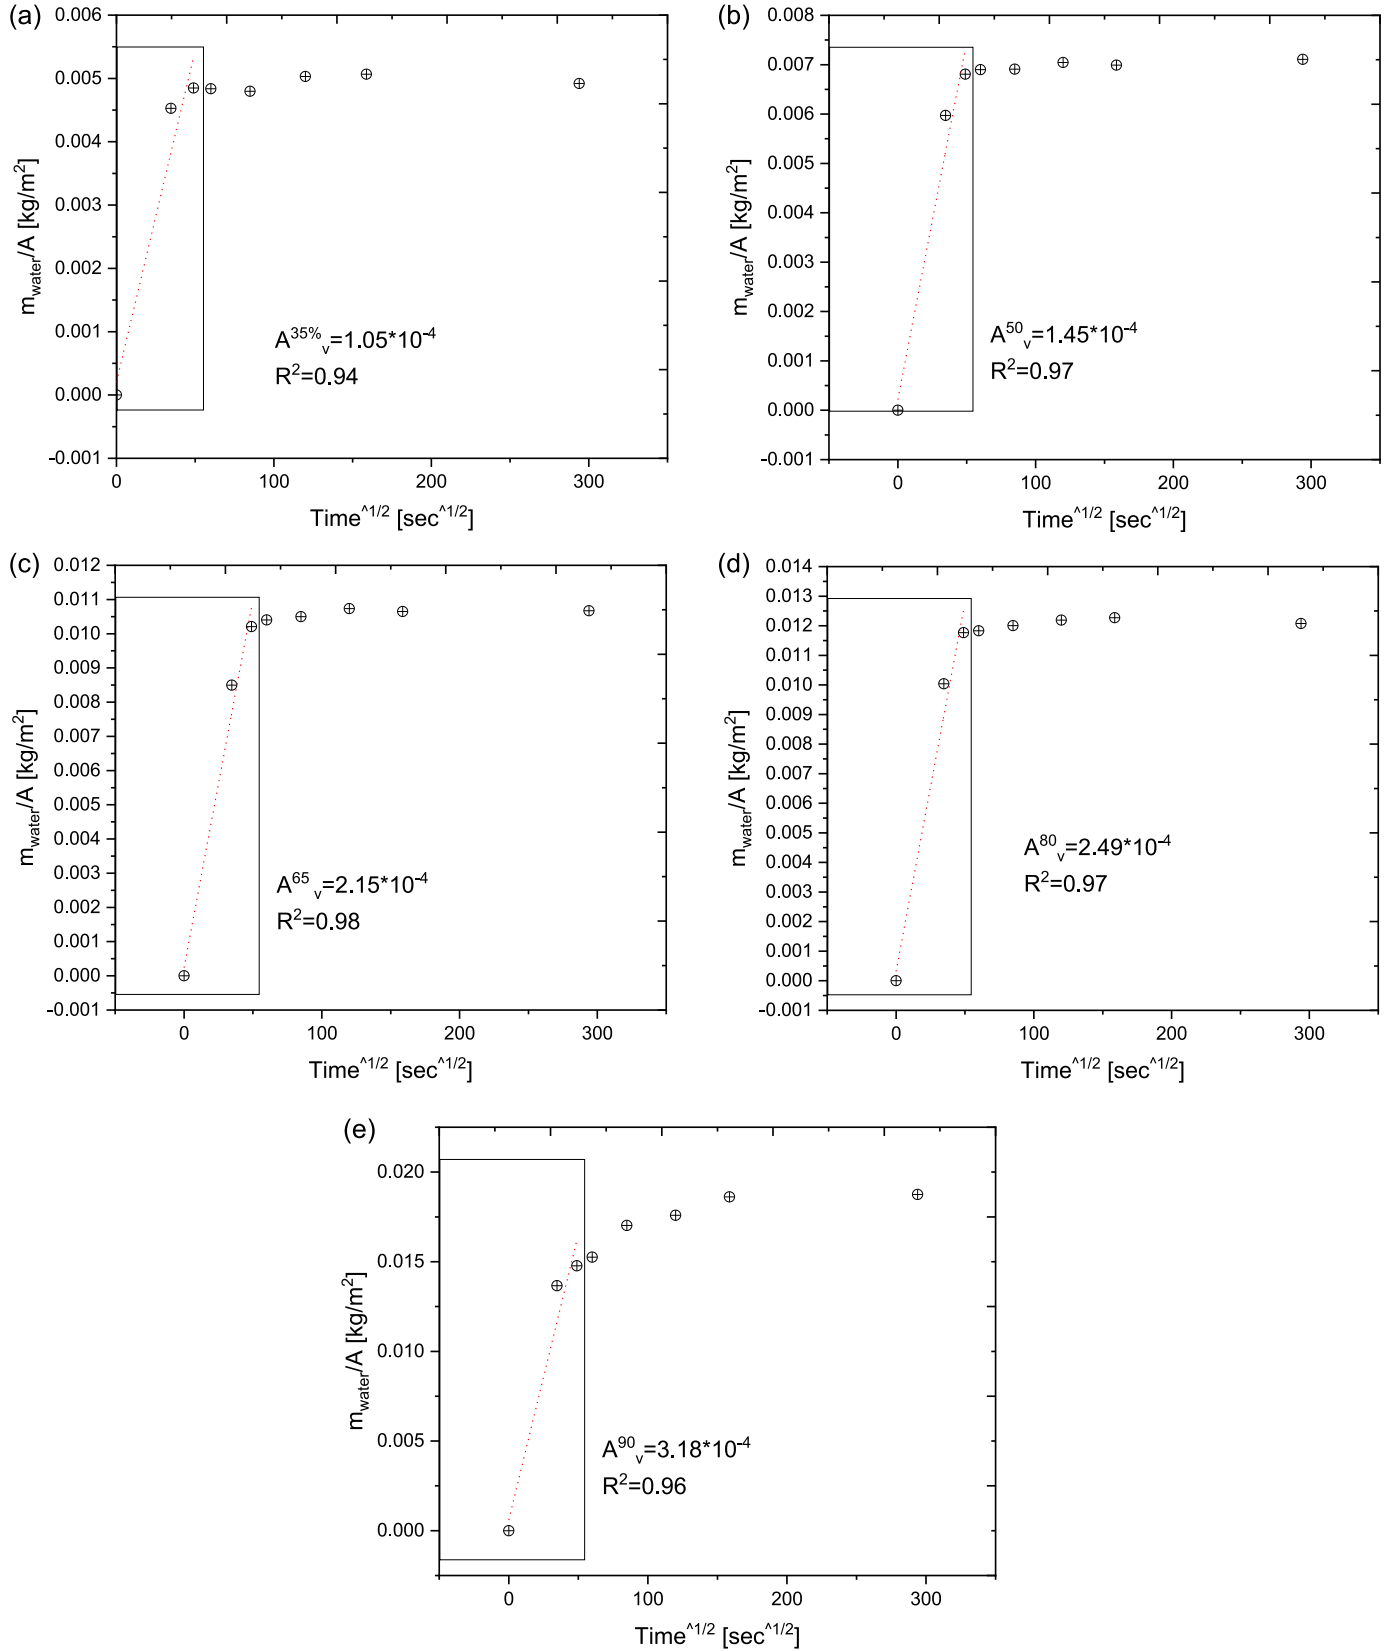 (a)
0.006
0.005
0.004
0.003
0.002
0.001
0.000
-0.001
m_water/A [kg/m²]
A^35%_v=1.05*10^-4
R²=0.94
0 100 200 300
Time^1/2 [sec^1/2]
(b)
0.008
0.007
0.006
0.005
0.004
0.003
0.002
0.001
0.000
-0.001
m_water/A [kg/m²]
A^50_v=1.45*10^-4
R²=0.97
0 100 200 300
Time^1/2 [sec^1/2]
(c)
0.012
0.011
0.010
0.009
0.008
0.007
0.006
0.005
0.004
0.003
0.002
0.001
0.000
-0.001
m_water/A [kg/m²]
A^65_v=2.15*10^-4
R²=0.98
0 100 200 300
Time^1/2 [sec^1/2]
(d)
0.014
0.013
0.012
0.011
0.010
0.009
0.008
0.007
0.006
0.005
0.004
0.003
0.002
0.001
0.000
-0.001
m_water/A [kg/m²]
A^80_v=2.49*10^-4
R²=0.97
0 100 200 300
Time^1/2 [sec^1/2]
(e)
0.020
0.015
0.010
0.005
0.000
m_water/A [kg/m²]
A^90_v=3.18*10^-4
R²=0.96
0 100 200 300
Time^1/2 [sec^1/2]